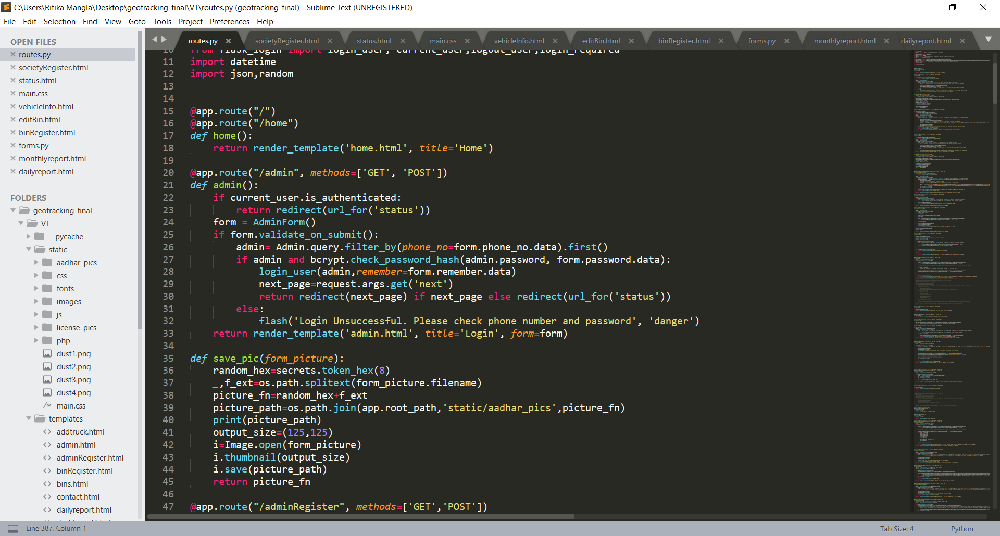 C:\Users\Ritika Mangla\Desktop\geotracking-final\VT\routes.py (geotracking-final) - Sublime Text (UNREGISTERED)
File Edit Selection Find View Goto Tools Project Preferences Help
OPEN FILES
routes.py
societyRegister.html
status.html
main.css
vehicleInfo.html
editBin.html
binRegister.html
forms.py
monthlyreport.html
dailyreport.html
FOLDERS
geotracking-final
VT
__pycache__
static
aadhar_pics
css
fonts
images
js
license_pics
php
dust1.png
dust2.png
dust3.png
dust4.png
/* main.css
templates
<> addtruck.html
<> admin.html
<> adminRegister.html
<> binRegister.html
<> bins.html
<> contact.html
<> dailyreport.html
routes.py societyRegister.html status.html main.css vehicleInfo.html editBin.html binRegister.html forms.py monthlyreport.html dailyreport.html
10 from flask_login import login_user, current_user,logout_user,login_required
11 import datetime
12 import json,random
13
14
15 @app.route("/")
16 @app.route("/home")
17 def home():
18     return render_template('home.html', title='Home')
19
20 @app.route("/admin", methods=['GET', 'POST'])
21 def admin():
22     if current_user.is_authenticated:
23         return redirect(url_for('status'))
24     form = AdminForm()
25     if form.validate_on_submit():
26         admin= Admin.query.filter_by(phone_no=form.phone_no.data).first()
27         if admin and bcrypt.check_password_hash(admin.password, form.password.data):
28             login_user(admin,remember=form.remember.data)
29             next_page=request.args.get('next')
30             return redirect(next_page) if next_page else redirect(url_for('status'))
31         else:
32             flash('Login Unsuccessful. Please check phone number and password', 'danger')
33     return render_template('admin.html', title='Login', form=form)
34
35 def save_pic(form_picture):
36     random_hex=secrets.token_hex(8)
37     _,f_ext=os.path.splitext(form_picture.filename)
38     picture_fn=random_hex+f_ext
39     picture_path=os.path.join(app.root_path,'static/aadhar_pics',picture_fn)
40     print(picture_path)
41     output_size=(125,125)
42     i=Image.open(form_picture)
43     i.thumbnail(output_size)
44     i.save(picture_path)
45     return picture_fn
46
47 @app.route("/adminRegister", methods=['GET','POST'])
Line 387, Column 1
Tab Size: 4
Python